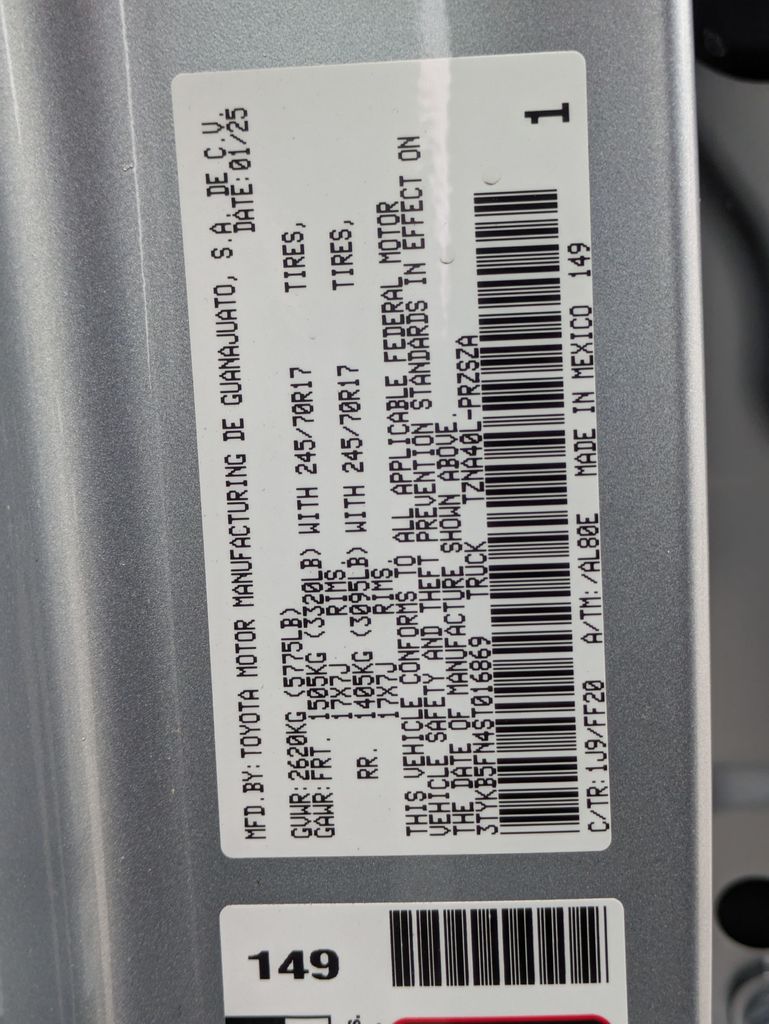 MFD.BY: TOYOTA MOTOR MANUFACTURING DE GUANAJUATO, S.A. DE C.V.
DATE: 01/25
GVWR: 2620KG (5775LB)
GAWR: FRT. 1505KG (3320LB) WITH 245/70R17 TIRES,
17X7J RIMS.
RR. 1405KG (3095LB) WITH 245/70R17 TIRES,
17X7J RIMS.
THIS VEHICLE CONFORMS TO ALL APPLICABLE FEDERAL MOTOR
VEHICLE SAFETY AND THEFT PREVENTION STANDARDS IN EFFECT ON
THE DATE OF MANUFACTURE SHOWN ABOVE.
3TYKB5FN4ST016869 TRUCK TZNA40L-PRZSZA
1
C/TR: 1J9/FF20 A/TM: /AL80E MADE IN MEXICO 149
149